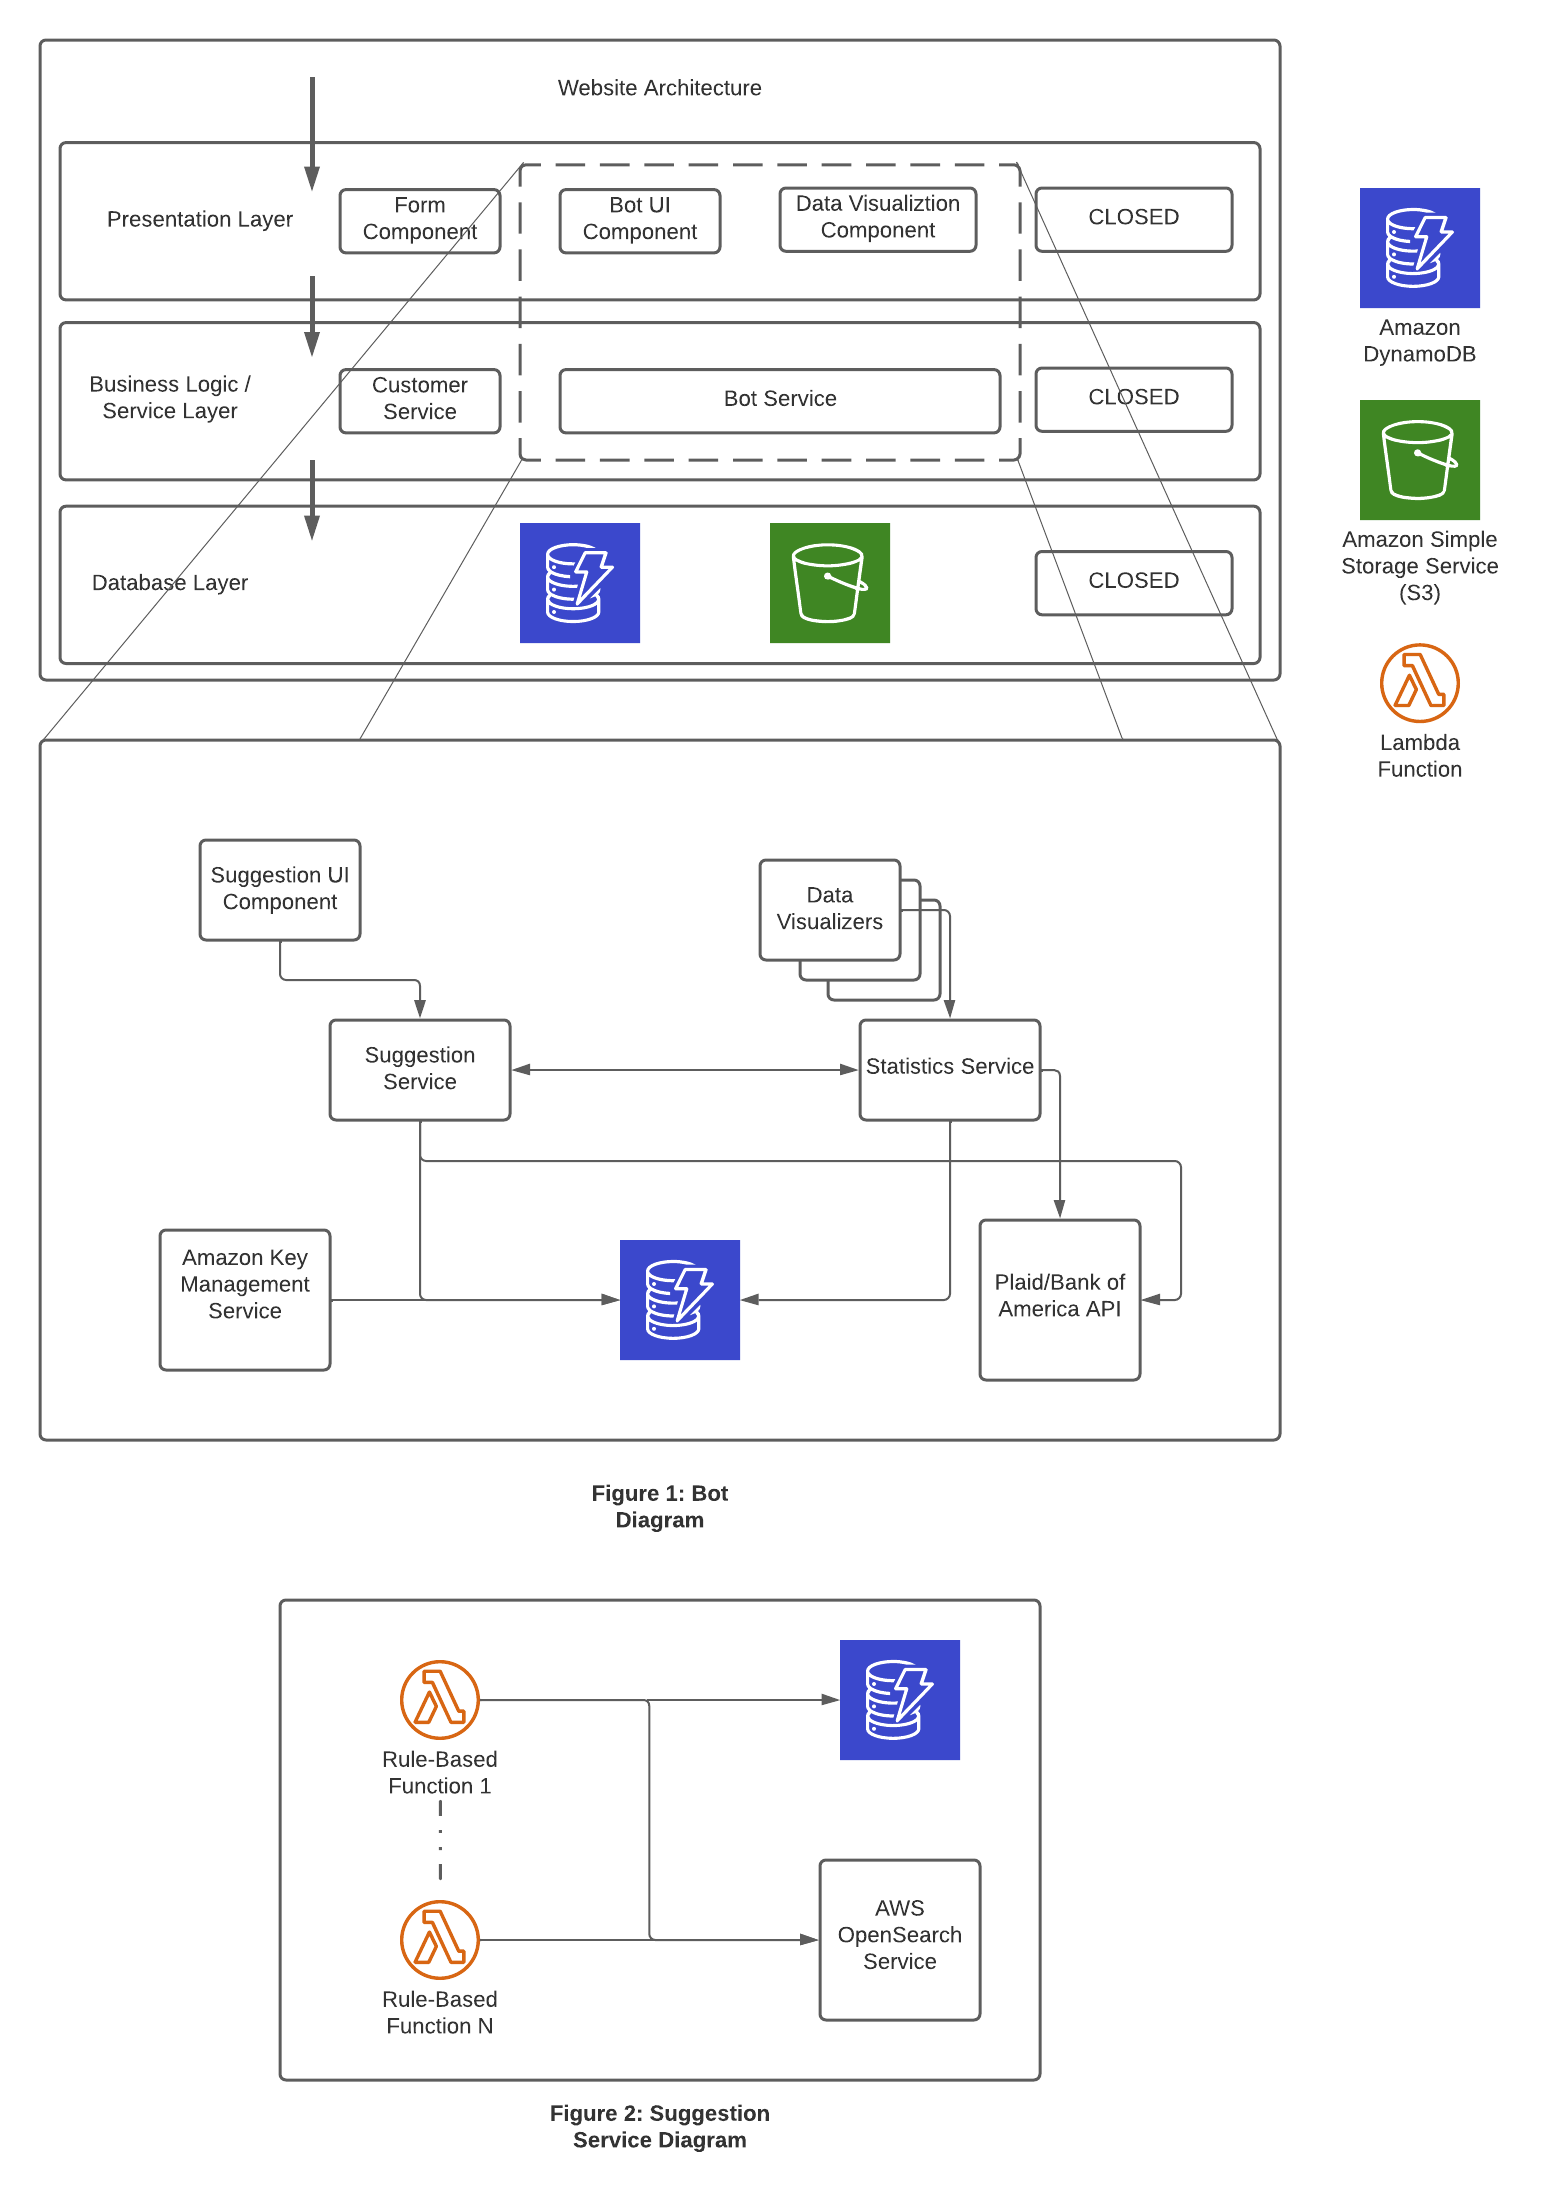 Website Architecture
Presentation Layer
Form
Component
Bot UI
Component
Data Visualiztion
Component
CLOSED
Business Logic /
Service Layer
Customer
Service
Bot Service
CLOSED
Database Layer
CLOSED
Amazon
DynamoDB
Amazon Simple
Storage Service
(S3)
Lambda
Function
Suggestion UI
Component
Data
Visualizers
Suggestion
Service
Statistics Service
Amazon Key
Management
Service
Plaid/Bank of
America API
Figure 1: Bot
Diagram
Rule-Based
Function 1
Rule-Based
Function N
AWS
OpenSearch
Service
Figure 2: Suggestion
Service Diagram